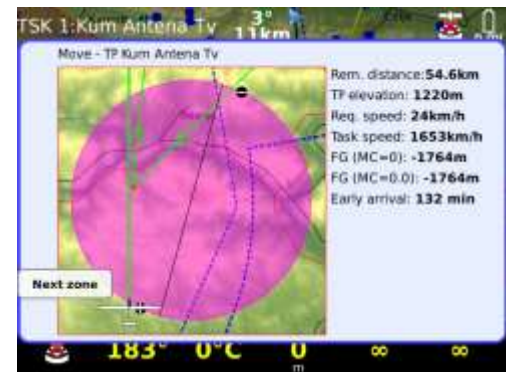 TSK 1:Kum Antena Tv 3° 11km
Move - TP Kum Antena Tv
Rem. distance:54.6km
TP elevation: 1220m
Req. speed: 24km/h
Task speed: 1653km/h
FG (MC=0): -1764m
FG (MC=0.0): -1764m
Early arrival: 132 min
Next zone
183° 0°C 0 ∞ ∞
m